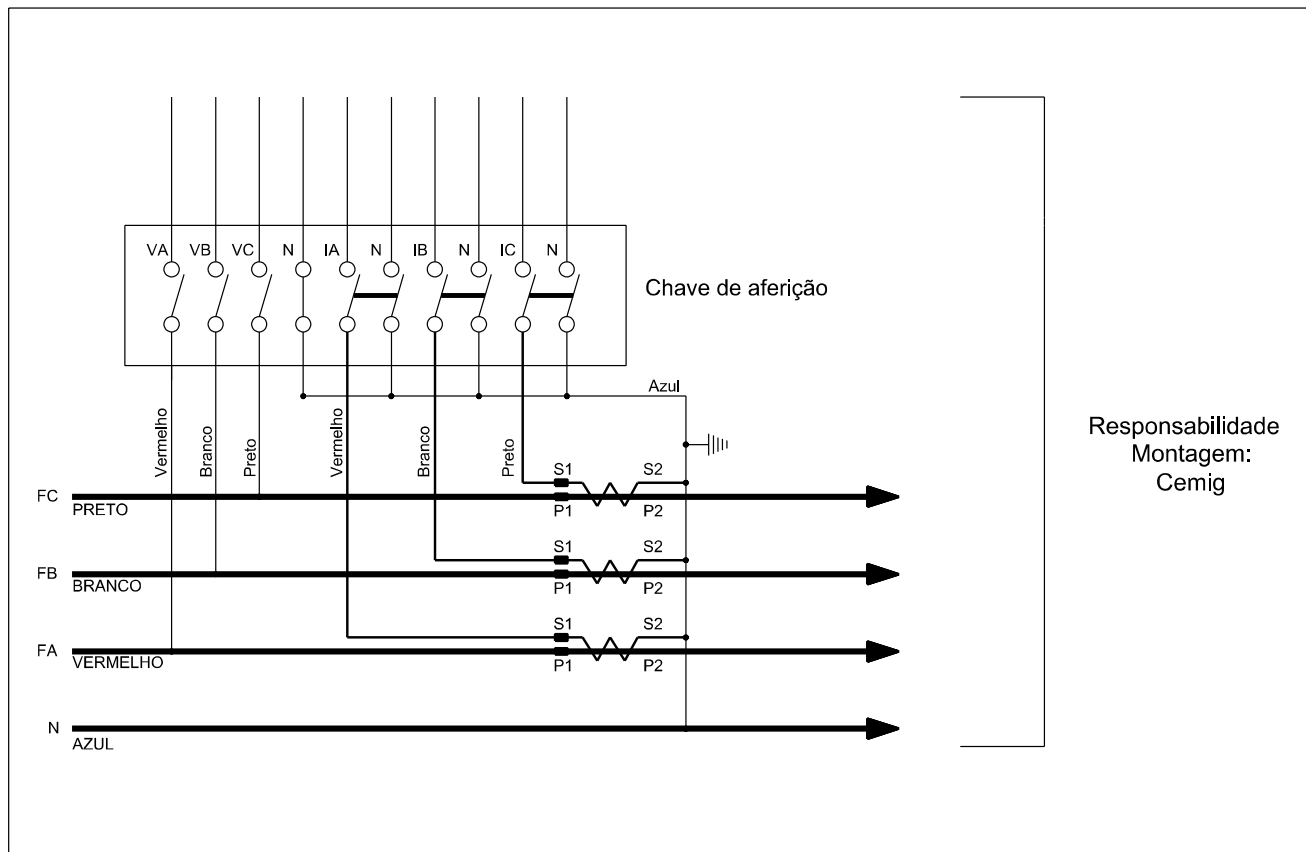 VA VB VC N IA N IB N IC N
Chave de aferição
Azul
Vermelho
Branco
Preto
Vermelho
Branco
Preto
Responsabilidade
Montagem:
Cemig
S1 S2
FC
PRETO
P1 P2
S1 S2
FB
BRANCO
P1 P2
S1 S2
FA
VERMELHO
P1 P2
N
AZUL